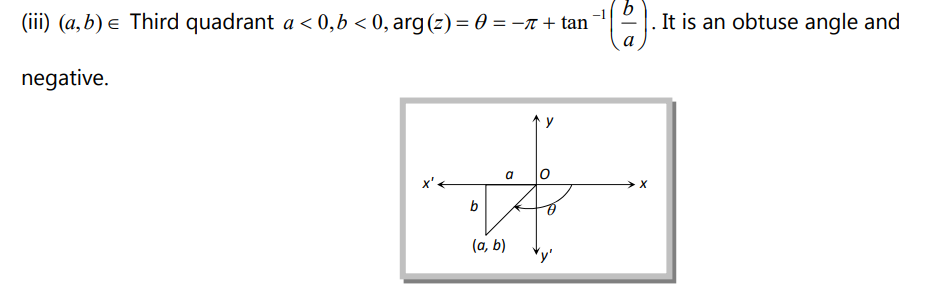 (iii) (a,b) ∈ Third quadrant a < 0, b < 0, arg(z) = θ = −π + tan⁻¹(b/a). It is an obtuse angle and
negative.
y
a O
x' x
b θ
(a, b) y'